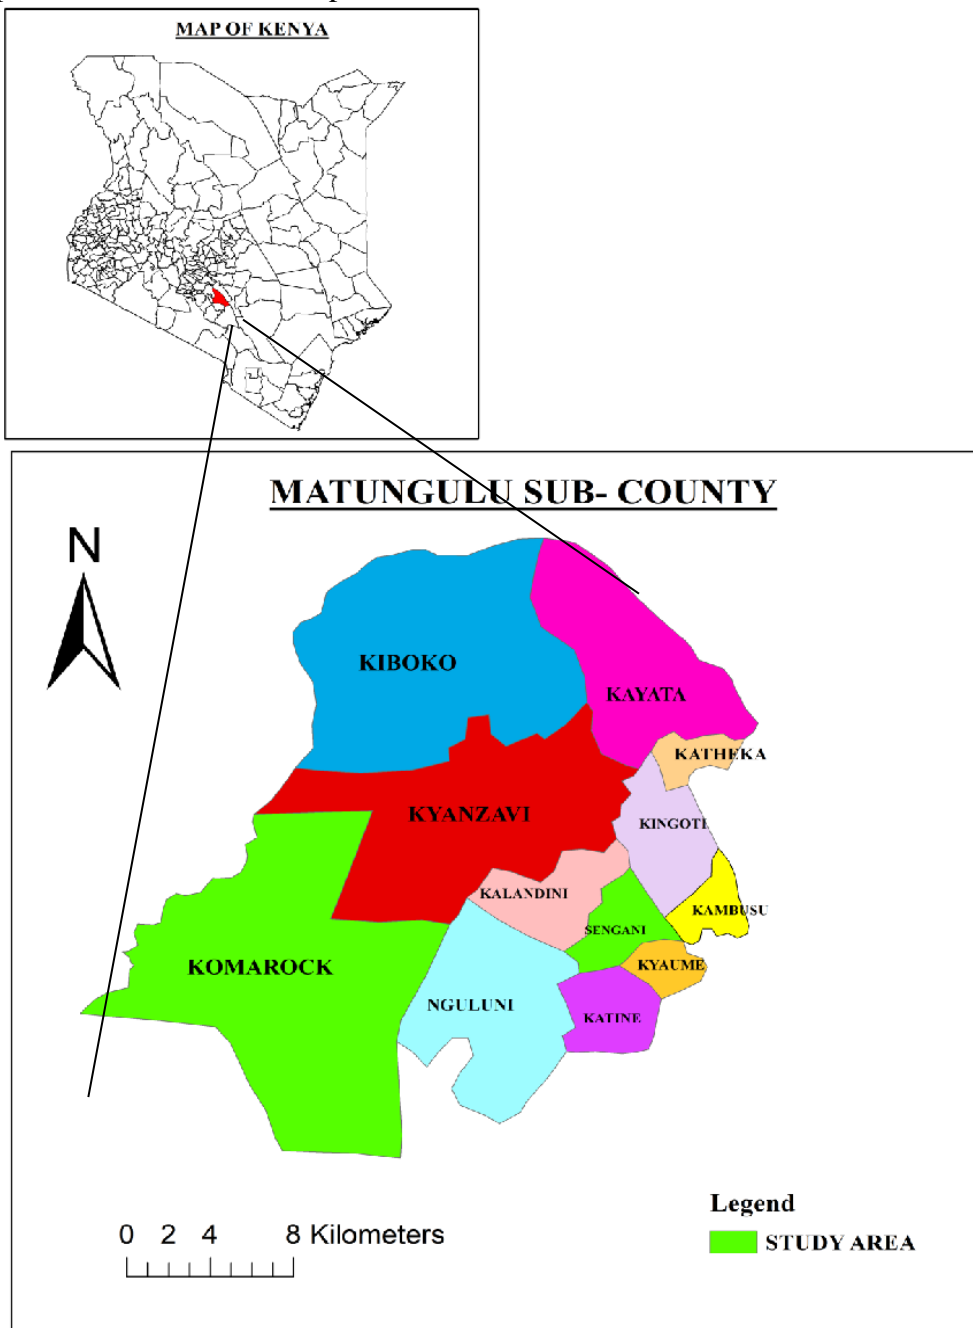 MAP OF KENYA
MATUNGULU SUB- COUNTY
N
KIBOKO
KAYATA
KATHEKA
KYANZAVI
KINGOTI
KALANDINI
KAMBUSU
SENGANI
KOMAROCK
KYAUME
NGULUNI
KATINE
Legend
0 2 4 8 Kilometers
STUDY AREA